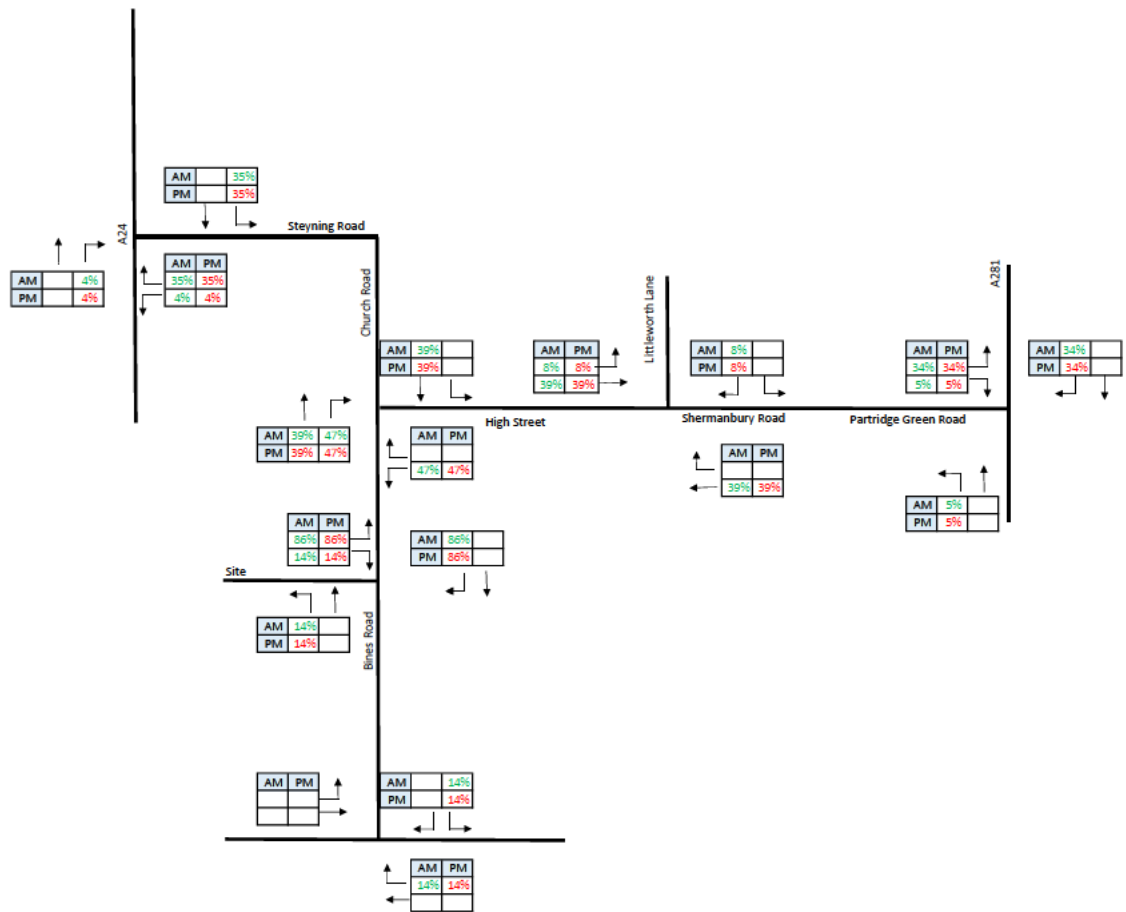 AM 35%
PM 35%
Steyning Road
A24
AM PM
35% 35%
4% 4%
AM 4%
PM 4%
Church Road
A281
Littleworth Lane
AM 39%
PM 39%
AM PM
8% 8%
39% 39%
AM 8%
PM 8%
AM PM
34% 34%
5% 5%
AM 34%
PM 34%
High Street
Shermanbury Road
Partridge Green Road
AM 39% 47%
PM 39% 47%
AM PM
47% 47%
AM PM
39% 39%
AM 5%
PM 5%
AM PM
86% 86%
14% 14%
AM 86%
PM 86%
Site
AM 14%
PM 14%
Bines Road
AM PM
AM 14%
PM 14%
AM PM
14% 14%